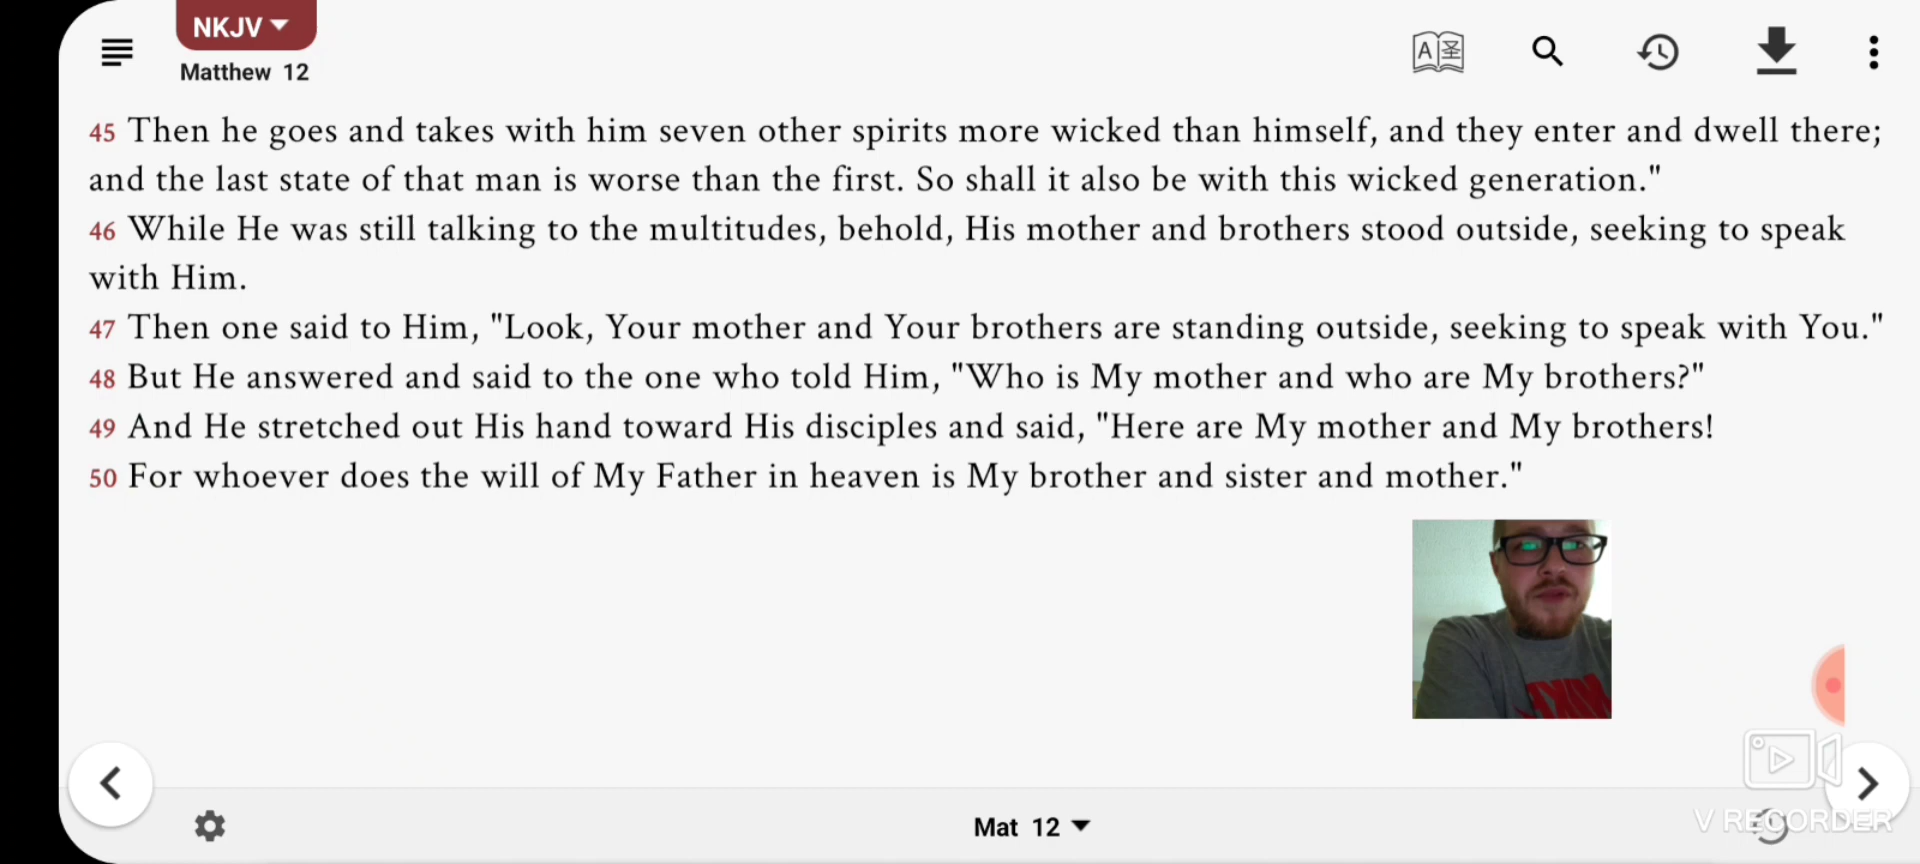 NKJV
Matthew 12
A 圣
45 Then he goes and takes with him seven other spirits more wicked than himself, and they enter and dwell there;
and the last state of that man is worse than the first. So shall it also be with this wicked generation."
46 While He was still talking to the multitudes, behold, His mother and brothers stood outside, seeking to speak
with Him.
47 Then one said to Him, "Look, Your mother and Your brothers are standing outside, seeking to speak with You."
48 But He answered and said to the one who told Him, "Who is My mother and who are My brothers?"
49 And He stretched out His hand toward His disciples and said, "Here are My mother and My brothers!
50 For whoever does the will of My Father in heaven is My brother and sister and mother."
Mat 12
V RECORDER